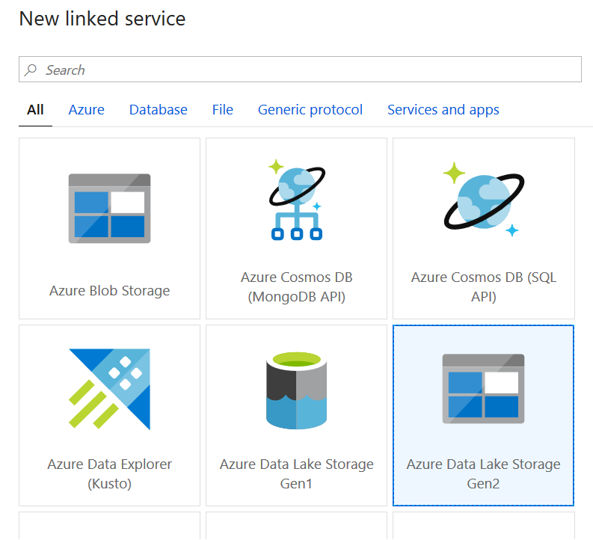 New linked service
Search
All Azure Database File Generic protocol Services and apps
Azure Blob Storage
Azure Cosmos DB
(MongoDB API)
Azure Cosmos DB (SQL
API)
Azure Data Explorer
(Kusto)
Azure Data Lake Storage
Gen1
Azure Data Lake Storage
Gen2